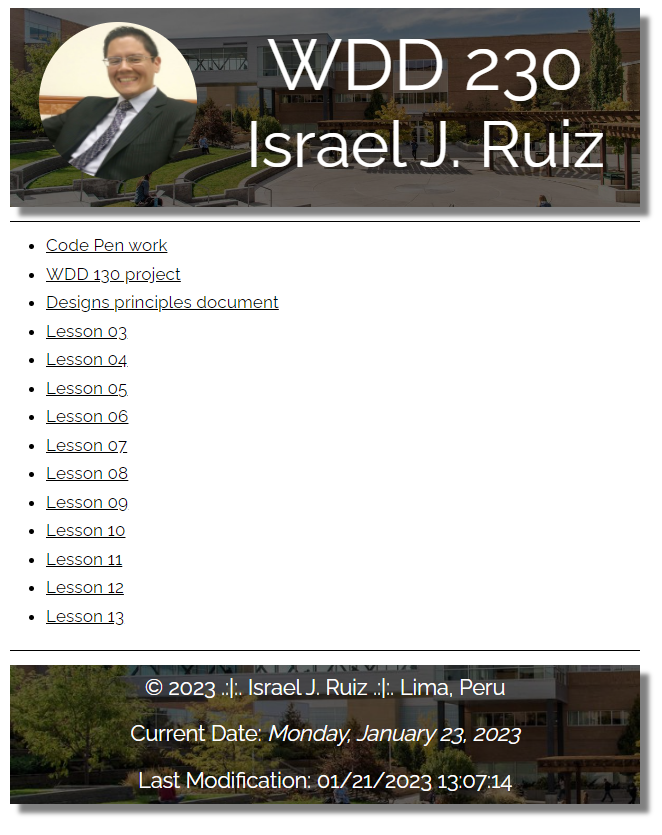 WDD 230
Israel J. Ruiz
Code Pen work
WDD 130 project
Designs principles document
Lesson 03
Lesson 04
Lesson 05
Lesson 06
Lesson 07
Lesson 08
Lesson 09
Lesson 10
Lesson 11
Lesson 12
Lesson 13
© 2023 .:|:. Israel J. Ruiz .:|:. Lima, Peru
Current Date: Monday, January 23, 2023
Last Modification: 01/21/2023 13:07:14